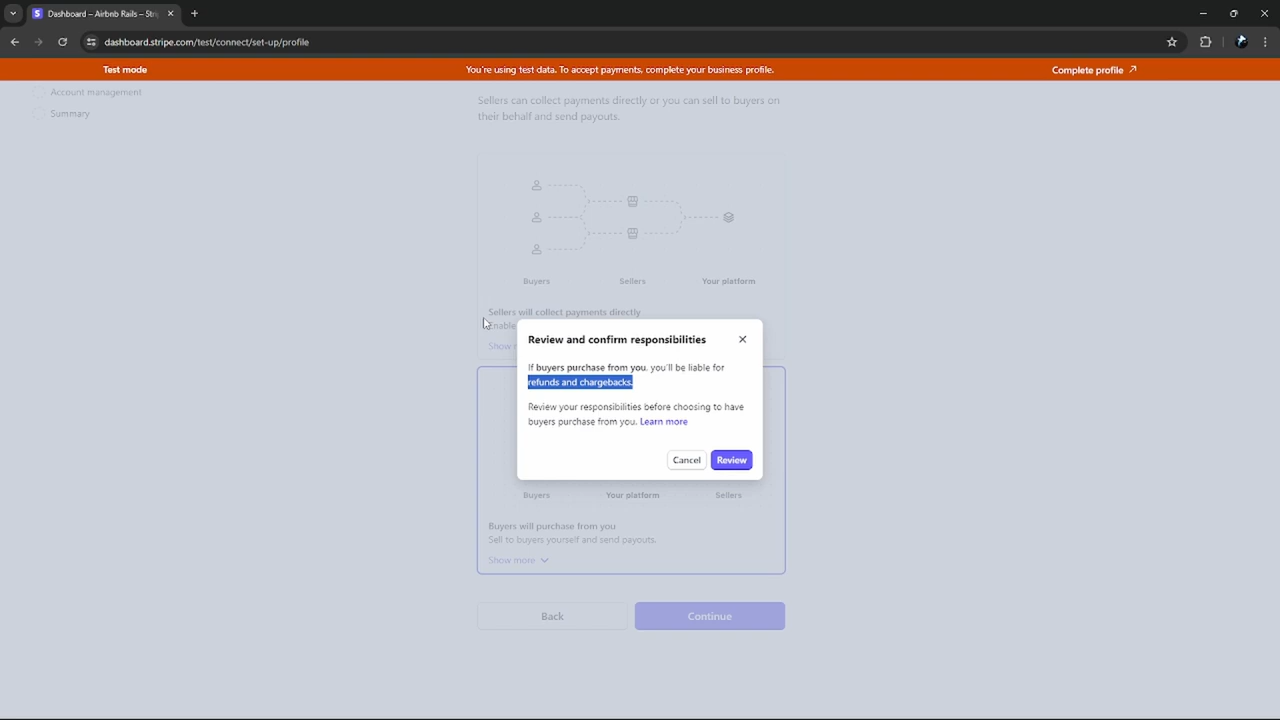 Dashboard – Airbnb Rails – Str
dashboard.stripe.com/test/connect/set-up/profile
Test mode
You're using test data. To accept payments, complete your business profile.
Complete profile
Account management
Summary
Sellers can collect payments directly or you can sell to buyers on
their behalf and send payouts.
Buyers
Sellers
Your platform
Sellers will collect payments directly
Enable
Show
Review and confirm responsibilities
If buyers purchase from you, you'll be liable for
refunds and chargebacks.
Review your responsibilities before choosing to have
buyers purchase from you. Learn more
Cancel
Review
Buyers
Your platform
Sellers
Buyers will purchase from you
Sell to buyers yourself and send payouts.
Show more
Back
Continue